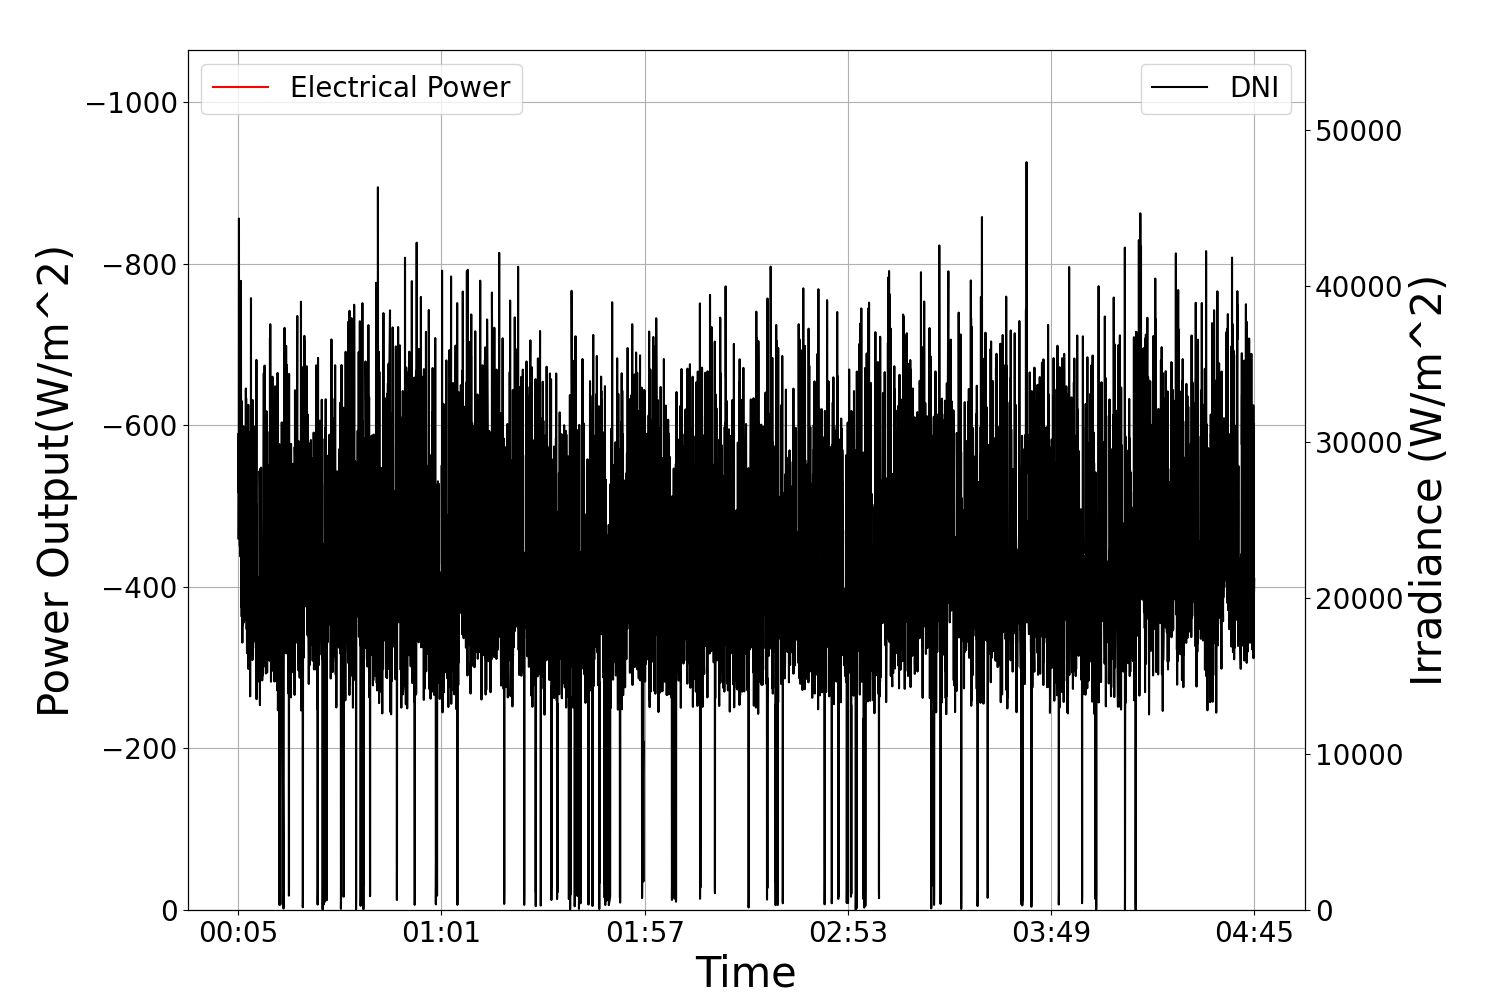 Electrical Power
DNI
−1000
−800
−600
−400
−200
0
Power Output(W/m^2)
50000
40000
30000
20000
10000
0
Irradiance (W/m^2)
00:05 01:01 01:57 02:53 03:49 04:45
Time